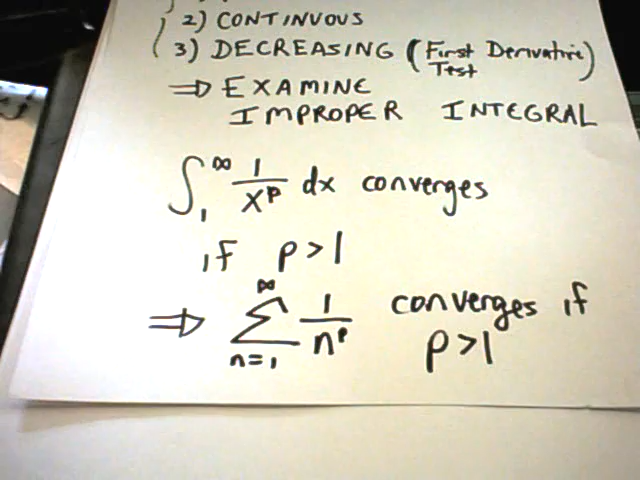 2) CONTINUOUS
3) DECREASING (First Derivative) Test
⇒ EXAMINE
IMPROPER INTEGRAL
∫₁^∞ 1/x^p dx converges
if p>1
⇒ ∑_{n=1}^∞ 1/n^p converges if
p>1